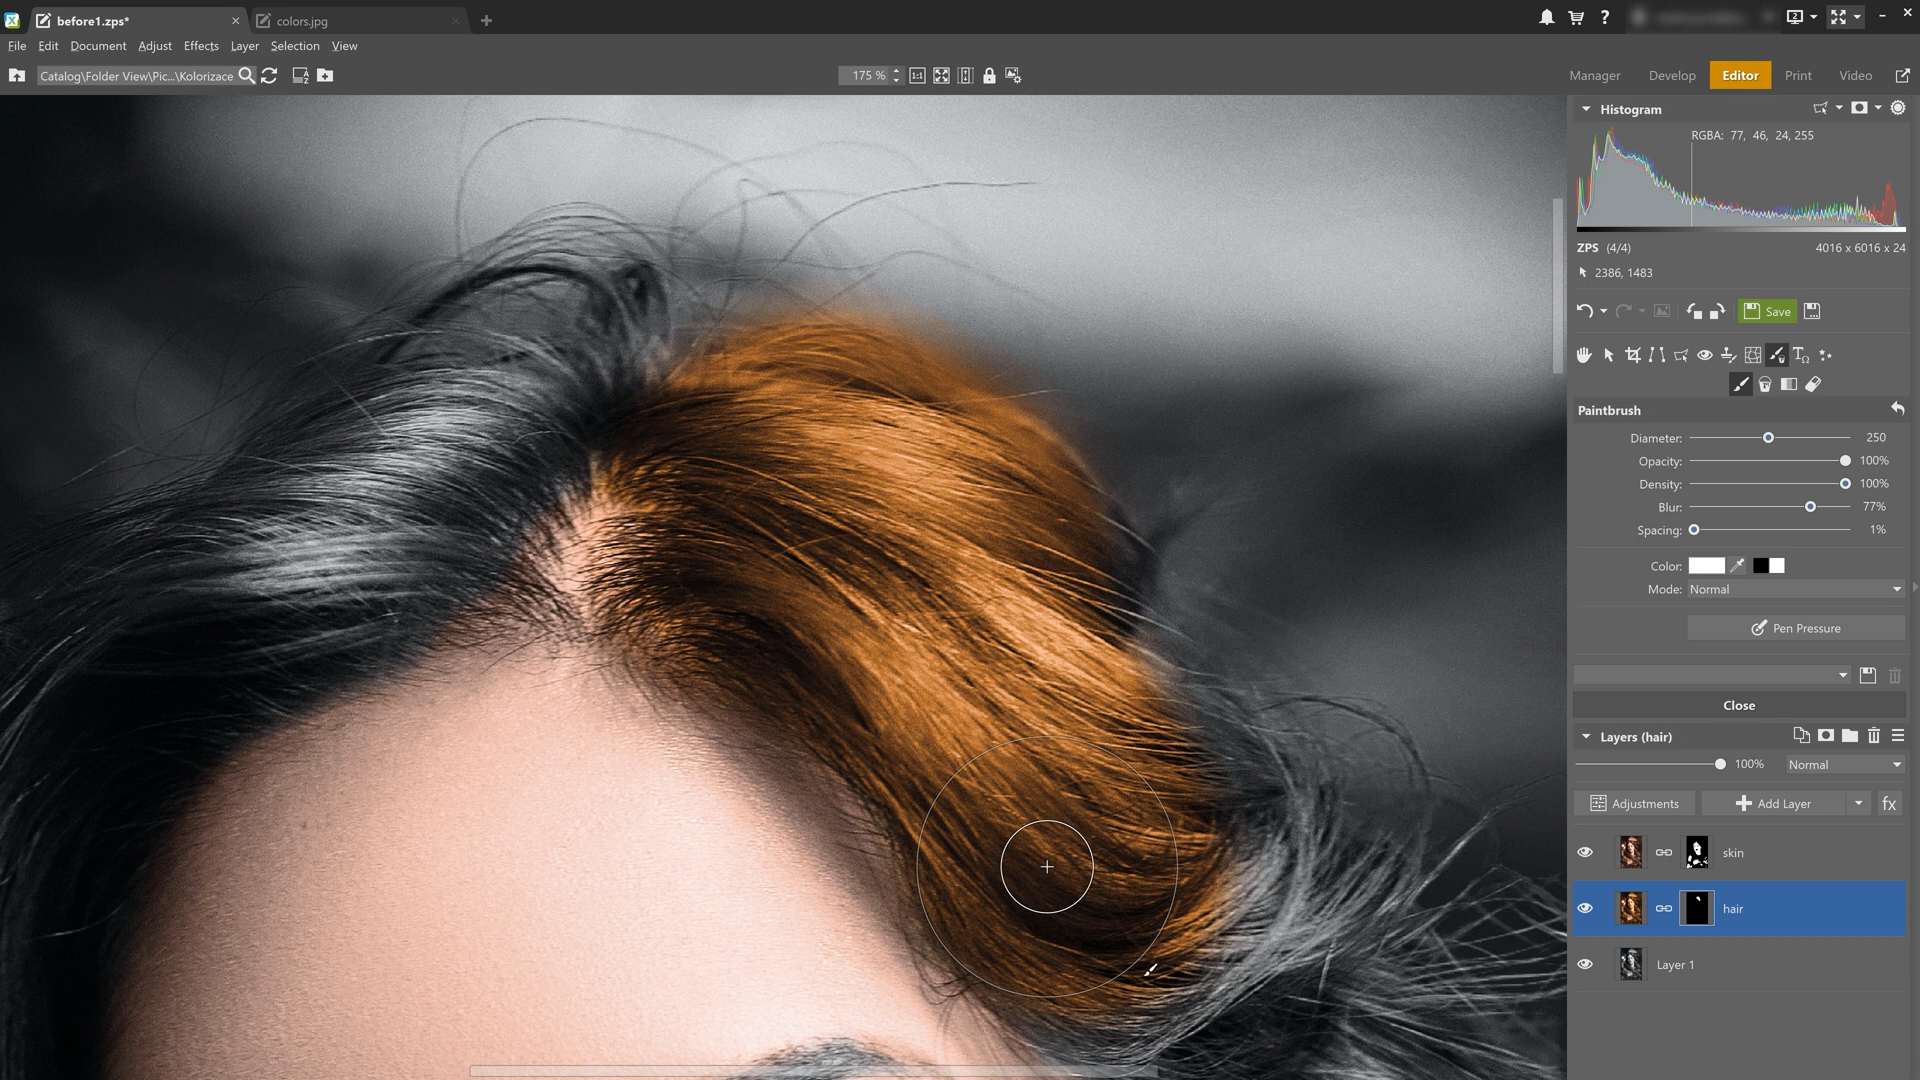 before1.zps*
colors.jpg
2
File Edit Document Adjust Effects Layer Selection View
Catalog\Folder View\Pic...\Kolorizace
175 %
1:1
Manager Develop Editor Print Video
Histogram
RGBA: 77, 46, 24, 255
ZPS (4/4) 4016 x 6016 x 24
2386, 1483
Save
Paintbrush
Diameter: 250
Opacity: 100%
Density: 100%
Blur: 77%
Spacing: 1%
Color:
Mode: Normal
Pen Pressure
Close
Layers (hair)
100% Normal
Adjustments Add Layer fx
skin
hair
Layer 1